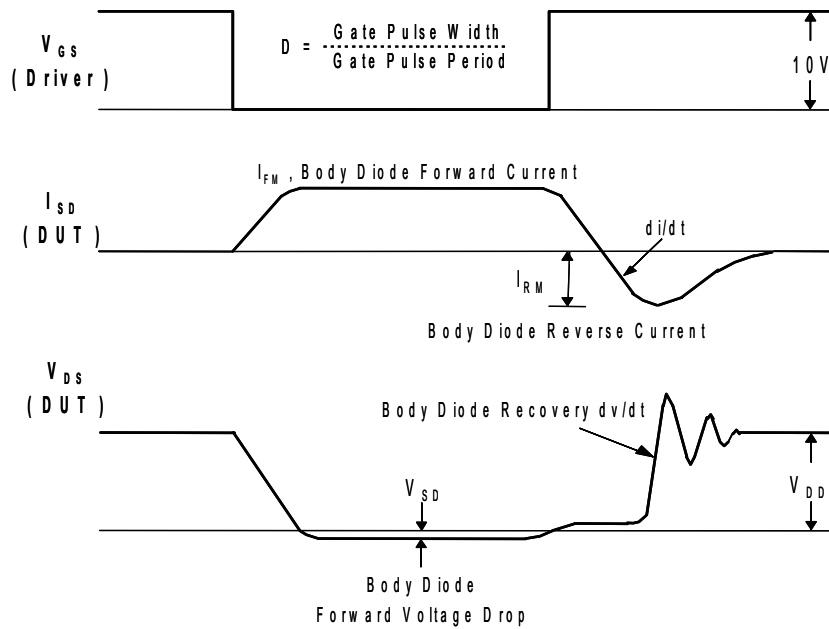 V GS
( Driver )
D = Gate Pulse Width
Gate Pulse Period
10V
I SD
( DUT )
I FM , Body Diode Forward Current
di/dt
I RM
Body Diode Reverse Current
V DS
( DUT )
Body Diode Recovery dv/dt
V SD
V DD
Body Diode
Forward Voltage Drop